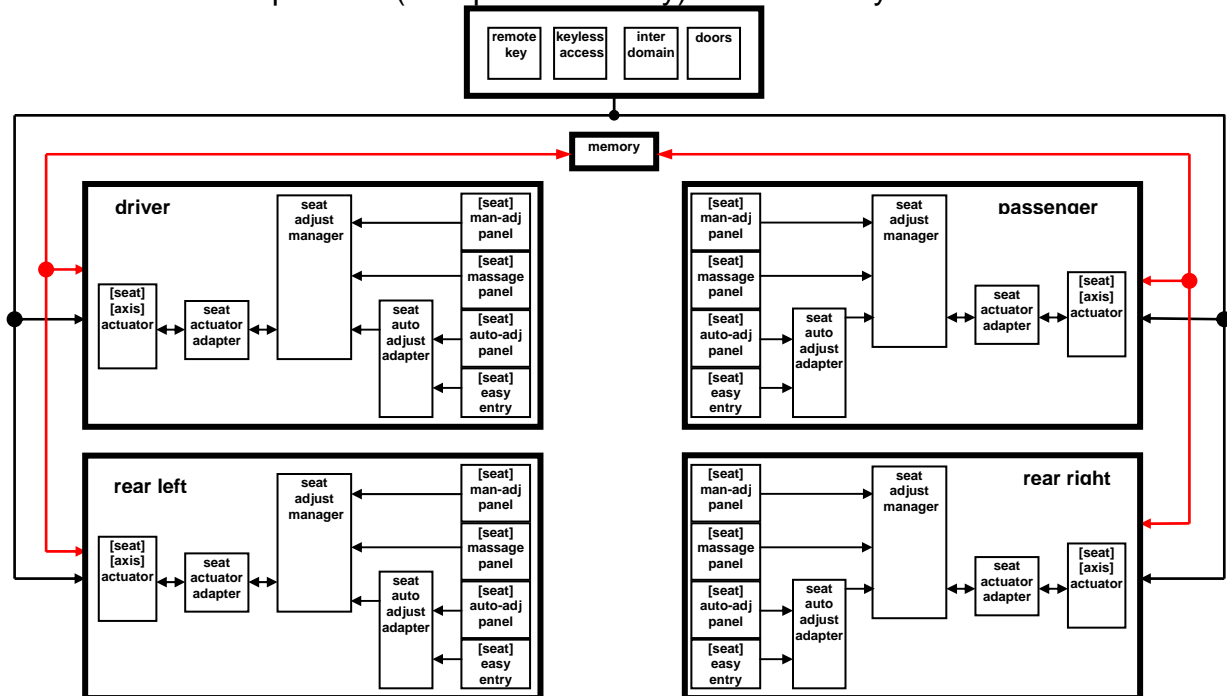 remote
key
keyless
access
inter
domain
doors
memory
driver
seat
adjust
manager
[seat]
man-adj
panel
[seat]
massage
panel
[seat]
auto-adj
panel
[seat]
easy
entry
[seat]
[axis]
actuator
seat
actuator
adapter
seat
auto
adjust
adapter
passenger
[seat]
man-adj
panel
[seat]
massage
panel
[seat]
auto-adj
panel
[seat]
easy
entry
seat
auto
adjust
adapter
seat
adjust
manager
seat
actuator
adapter
[seat]
[axis]
actuator
rear left
seat
adjust
manager
[seat]
man-adj
panel
[seat]
massage
panel
[seat]
auto-adj
panel
[seat]
easy
entry
[seat]
[axis]
actuator
seat
actuator
adapter
seat
auto
adjust
adapter
rear right
[seat]
man-adj
panel
[seat]
massage
panel
[seat]
auto-adj
panel
[seat]
easy
entry
seat
auto
adjust
adapter
seat
adjust
manager
seat
actuator
adapter
[seat]
[axis]
actuator